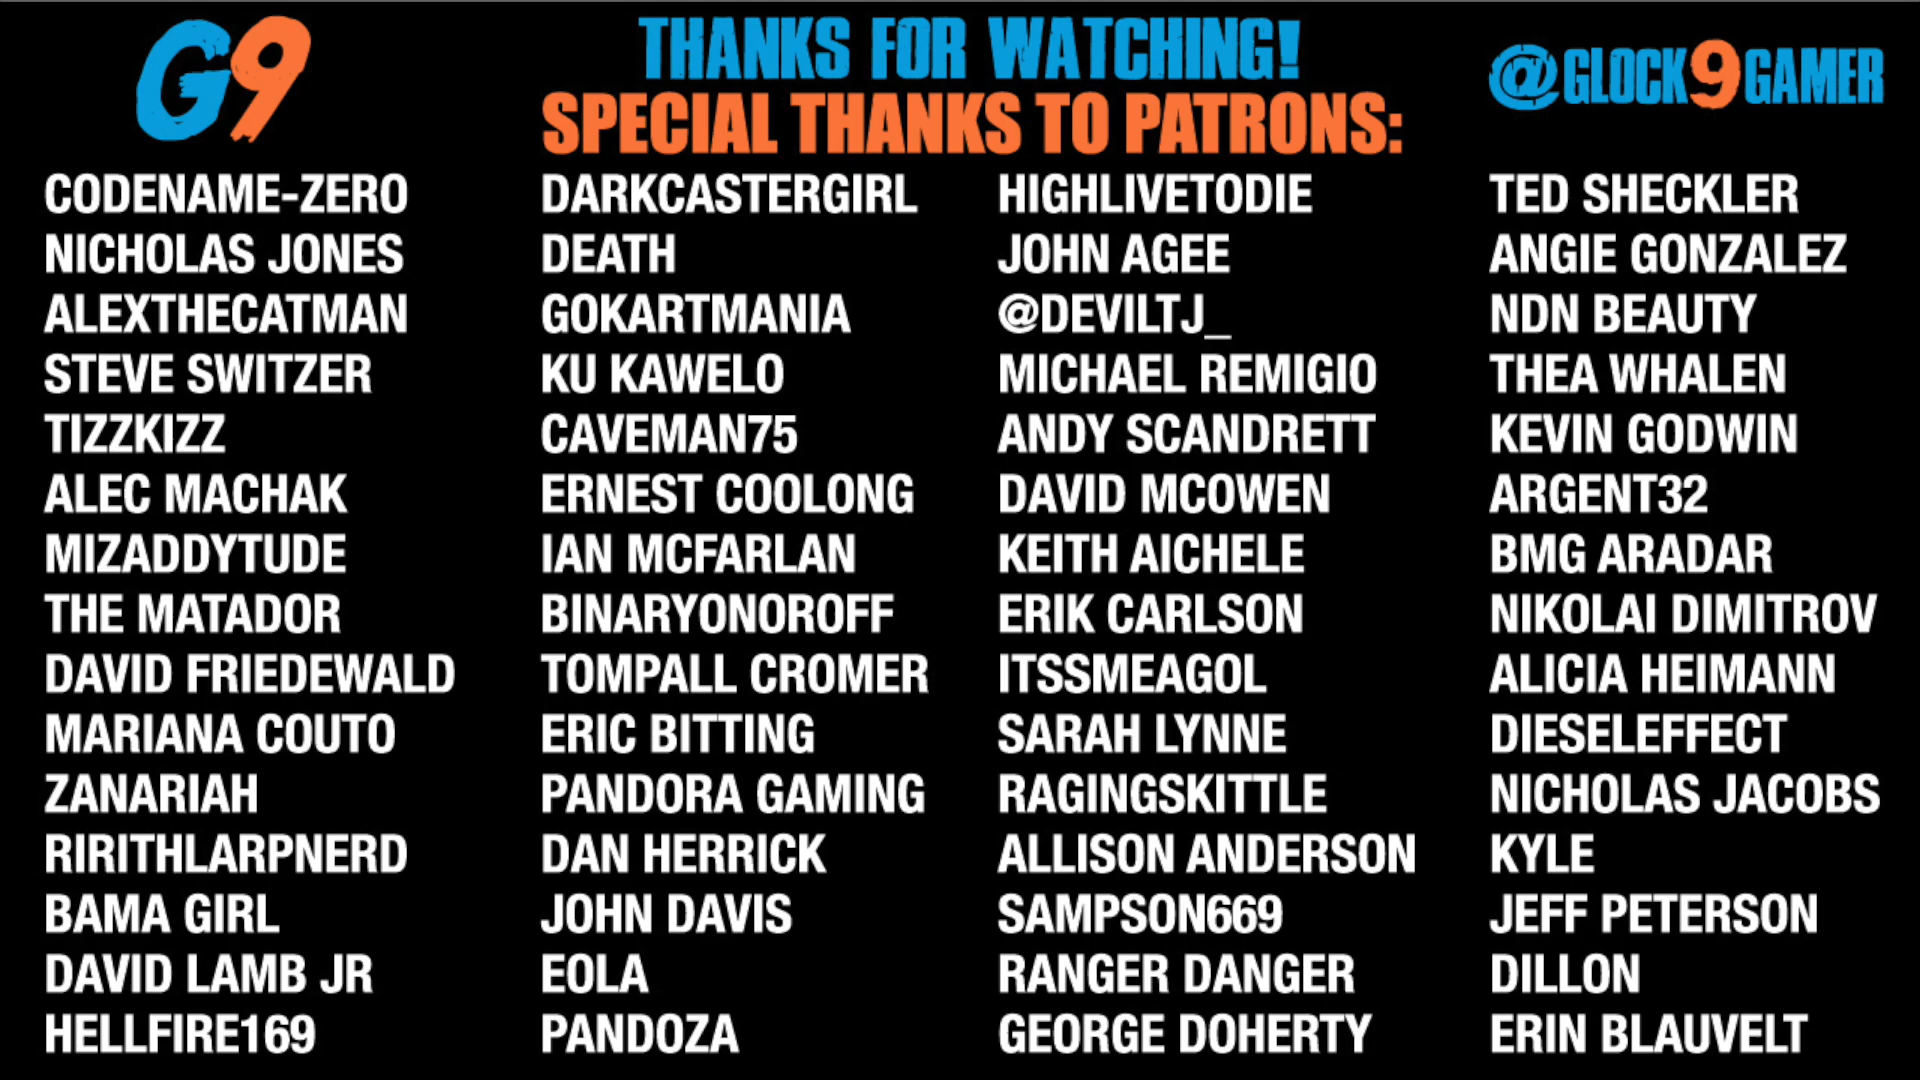 G9
THANKS FOR WATCHING!
SPECIAL THANKS TO PATRONS:
@GLOCK9GAMER
CODENAME-ZERO
NICHOLAS JONES
ALEXTHECATMAN
STEVE SWITZER
TIZZKIZZ
ALEC MACHAK
MIZADDYTUDE
THE MATADOR
DAVID FRIEDEWALD
MARIANA COUTO
ZANARIAH
RIRITHLARPNERD
BAMA GIRL
DAVID LAMB JR
HELLFIRE169
DARKCASTERGIRL
DEATH
GOKARTMANIA
KU KAWELO
CAVEMAN75
ERNEST COOLONG
IAN MCFARLAN
BINARYONOROFF
TOMPALL CROMER
ERIC BITTING
PANDORA GAMING
DAN HERRICK
JOHN DAVIS
EOLA
PANDOZA
HIGHLIVETODIE
JOHN AGEE
@DEVILTJ_
MICHAEL REMIGIO
ANDY SCANDRETT
DAVID MCOWEN
KEITH AICHELE
ERIK CARLSON
ITSSMEAGOL
SARAH LYNNE
RAGINGSKITTLE
ALLISON ANDERSON
SAMPSON669
RANGER DANGER
GEORGE DOHERTY
TED SHECKLER
ANGIE GONZALEZ
NDN BEAUTY
THEA WHALEN
KEVIN GODWIN
ARGENT32
BMG ARADAR
NIKOLAI DIMITROV
ALICIA HEIMANN
DIESELEFFECT
NICHOLAS JACOBS
KYLE
JEFF PETERSON
DILLON
ERIN BLAUVELT